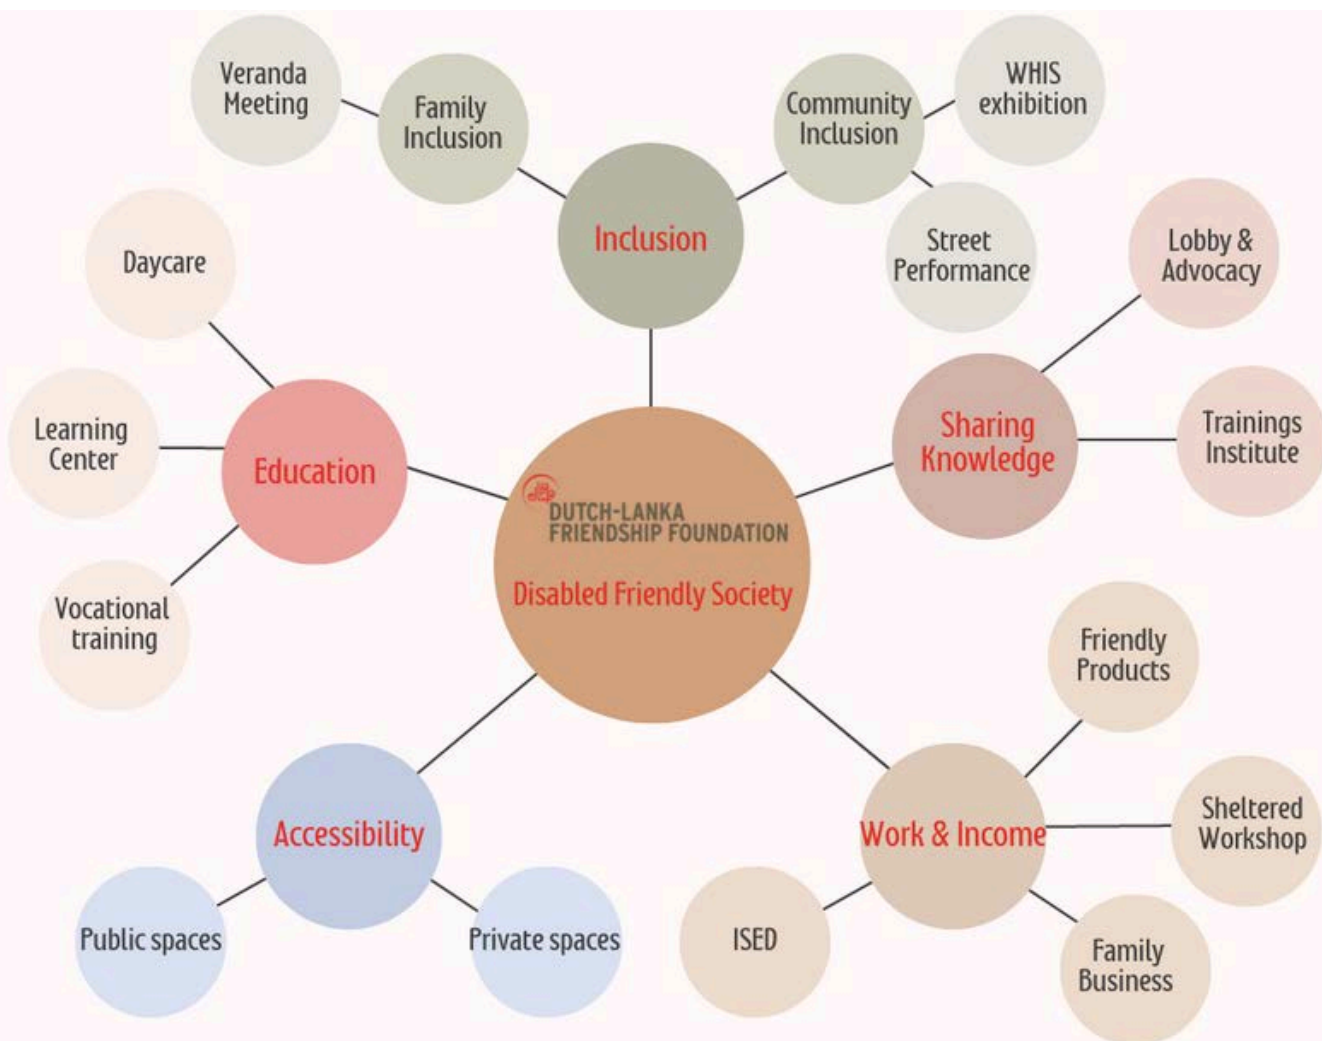 Veranda
Meeting
Family
Inclusion
Community
Inclusion
WHIS
exhibition
Inclusion
Street
Performance
Lobby &
Advocacy
Daycare
Learning
Center
Education
Vocational
training
Sharing
Knowledge
Trainings
Institute
DUTCH-LANKA
FRIENDSHIP FOUNDATION
Disabled Friendly Society
Friendly
Products
Accessibility
Public spaces
Private spaces
Work & Income
Sheltered
Workshop
ISED
Family
Business